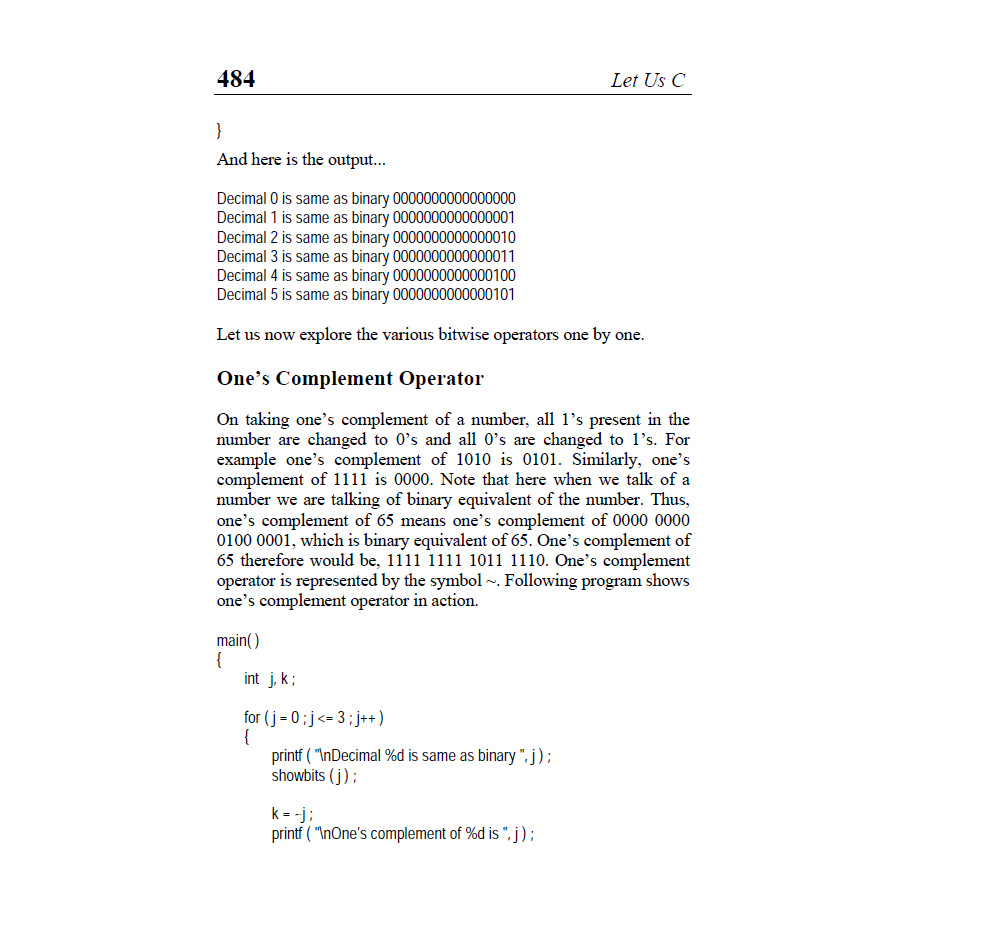 484 Let Us C
}
And here is the output...
Decimal 0 is same as binary 0000000000000000
Decimal 1 is same as binary 0000000000000001
Decimal 2 is same as binary 0000000000000010
Decimal 3 is same as binary 0000000000000011
Decimal 4 is same as binary 0000000000000100
Decimal 5 is same as binary 0000000000000101
Let us now explore the various bitwise operators one by one.
One’s Complement Operator
On taking one’s complement of a number, all 1’s present in the
number are changed to 0’s and all 0’s are changed to 1’s. For
example one’s complement of 1010 is 0101. Similarly, one’s
complement of 1111 is 0000. Note that here when we talk of a
number we are talking of binary equivalent of the number. Thus,
one’s complement of 65 means one’s complement of 0000 0000
0100 0001, which is binary equivalent of 65. One’s complement of
65 therefore would be, 1111 1111 1011 1110. One’s complement
operator is represented by the symbol ~. Following program shows
one’s complement operator in action.
main( )
{
int j, k ;
for ( j = 0 ; j <= 3 ; j++ )
{
printf ( "\nDecimal %d is same as binary ", j ) ;
showbits ( j ) ;
k = -j ;
printf ( "\nOne’s complement of %d is ", j ) ;